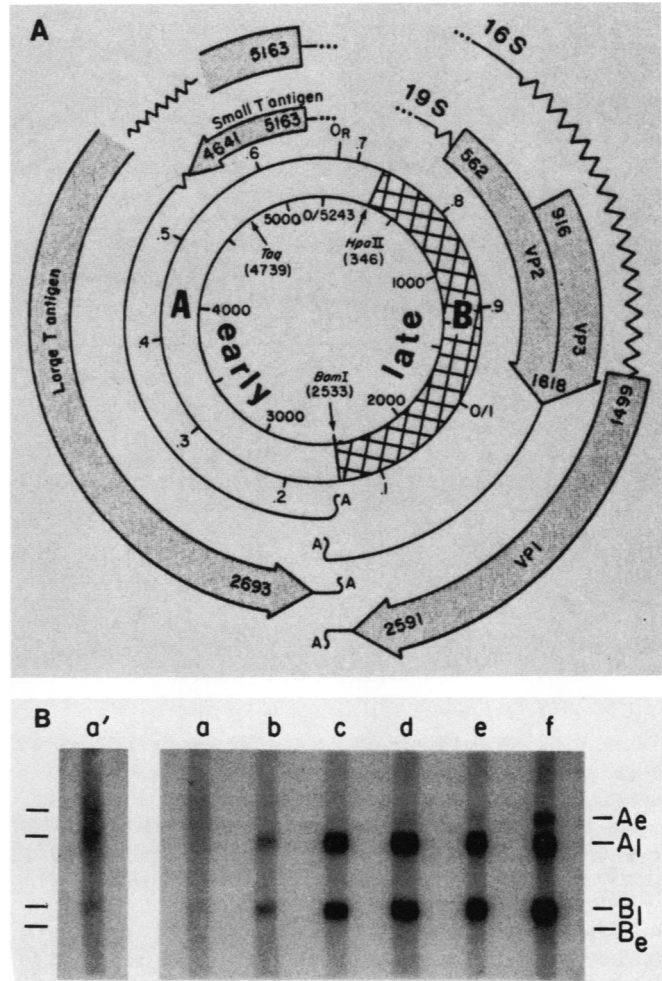 A
5163
16 S
Small T antigen
5163
4641
19 S
OR
.7
.6
562
.8
5000
0/5243
HpaII
(346)
.5
Taq
(4739)
1000
916
VP2
Large T antigen
A
4000
B
.9
VP3
early
late
.4
1618
BamI
(2533)
2000
1499
0/1
3000
.3
.2
.1
A
A
VP1
2693
A
2591
A
B
a'
a
b
c
d
e
f
Ae
Al
Bl
Be